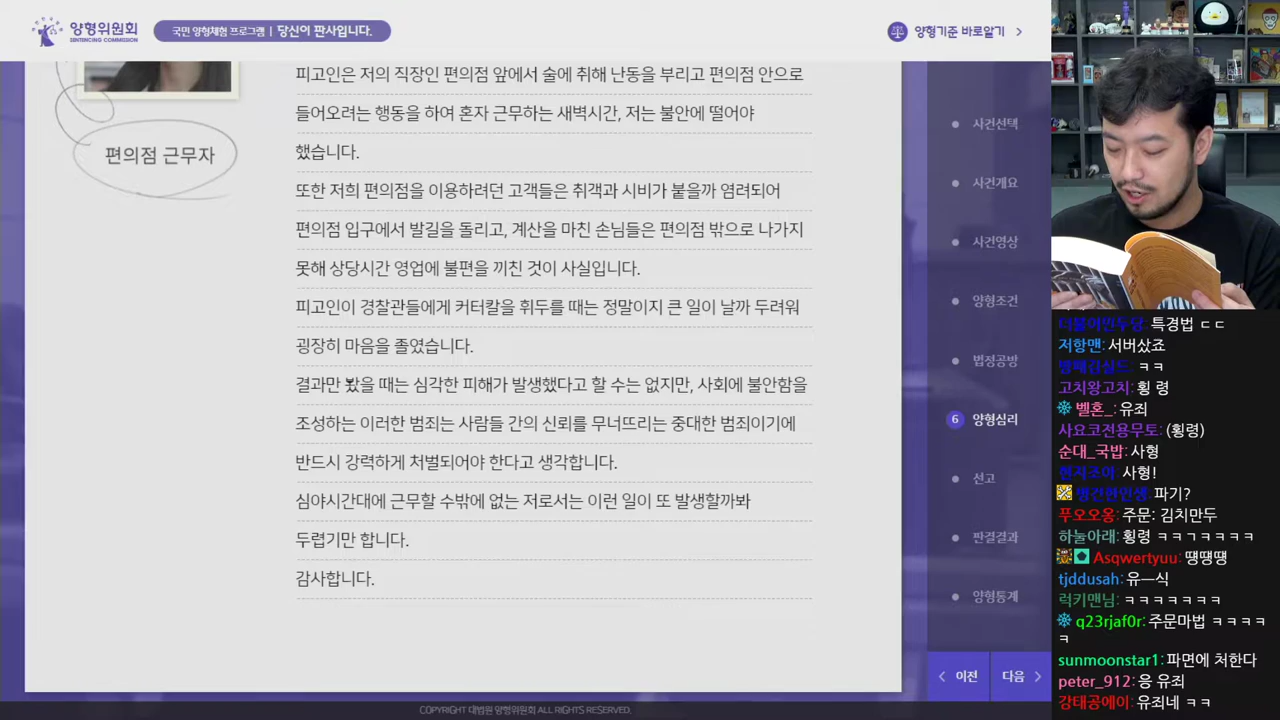 양형위원회
SENTENCING COMMISSION
국민 양형체험 프로그램 | 당신이 판사입니다.
양형기준 바로알기
편의점 근무자
피고인은 저의 직장인 편의점 앞에서 술에 취해 난동을 부리고 편의점 안으로
들어오려는 행동을 하여 혼자 근무하는 새벽시간, 저는 불안에 떨어야
했습니다.
또한 저희 편의점을 이용하려던 고객들은 취객과 시비가 붙을까 염려되어
편의점 입구에서 발길을 돌리고, 계산을 마친 손님들은 편의점 밖으로 나가지
못해 상당시간 영업에 불편을 끼친 것이 사실입니다.
피고인이 경찰관들에게 커터칼을 휘두를 때는 정말이지 큰 일이 날까 두려워
굉장히 마음을 졸였습니다.
결과만 봤을 때는 심각한 피해가 발생했다고 할 수는 없지만, 사회에 불안함을
조성하는 이러한 범죄는 사람들 간의 신뢰를 무너뜨리는 중대한 범죄이기에
반드시 강력하게 처벌되어야 한다고 생각합니다.
심야시간대에 근무할 수밖에 없는 저로서는 이런 일이 또 발생할까봐
두렵기만 합니다.
감사합니다.
사건선택
사건개요
사건영상
양형조건
법정공방
6 양형심리
선고
판결결과
양형통계
이전 다음
COPYRIGHT 대법원 양형위원회 ALL RIGHTS RESERVED.
더불어만두당: 특경법 ㄷㄷ
저항맨: 서버샀죠
ㅋㅋ
고치왕고치: 횡 령
벨혼_: 유죄
사요코전용무토: (횡령)
순대_국밥: 사형
현지조아: 사형!
병건한인생: 파기?
푸오오옹: 주문: 김치만두
하눌아래: 횡령 ㅋㅋㄱㅋㅋㅋㅋ
Asqwertyuu: 떙떙떙
tjddusah: 유—식
럭키맨님: ㅋㅋㅋㅋㅋㅋㅋ
q23rjaf0r: 주문마법 ㅋㅋㅋㅋ
ㅋ
sunmoonstar1: 파면에 처한다
peter_912: 응 유죄
강태공에이: 유죄네 ㅋㅋ